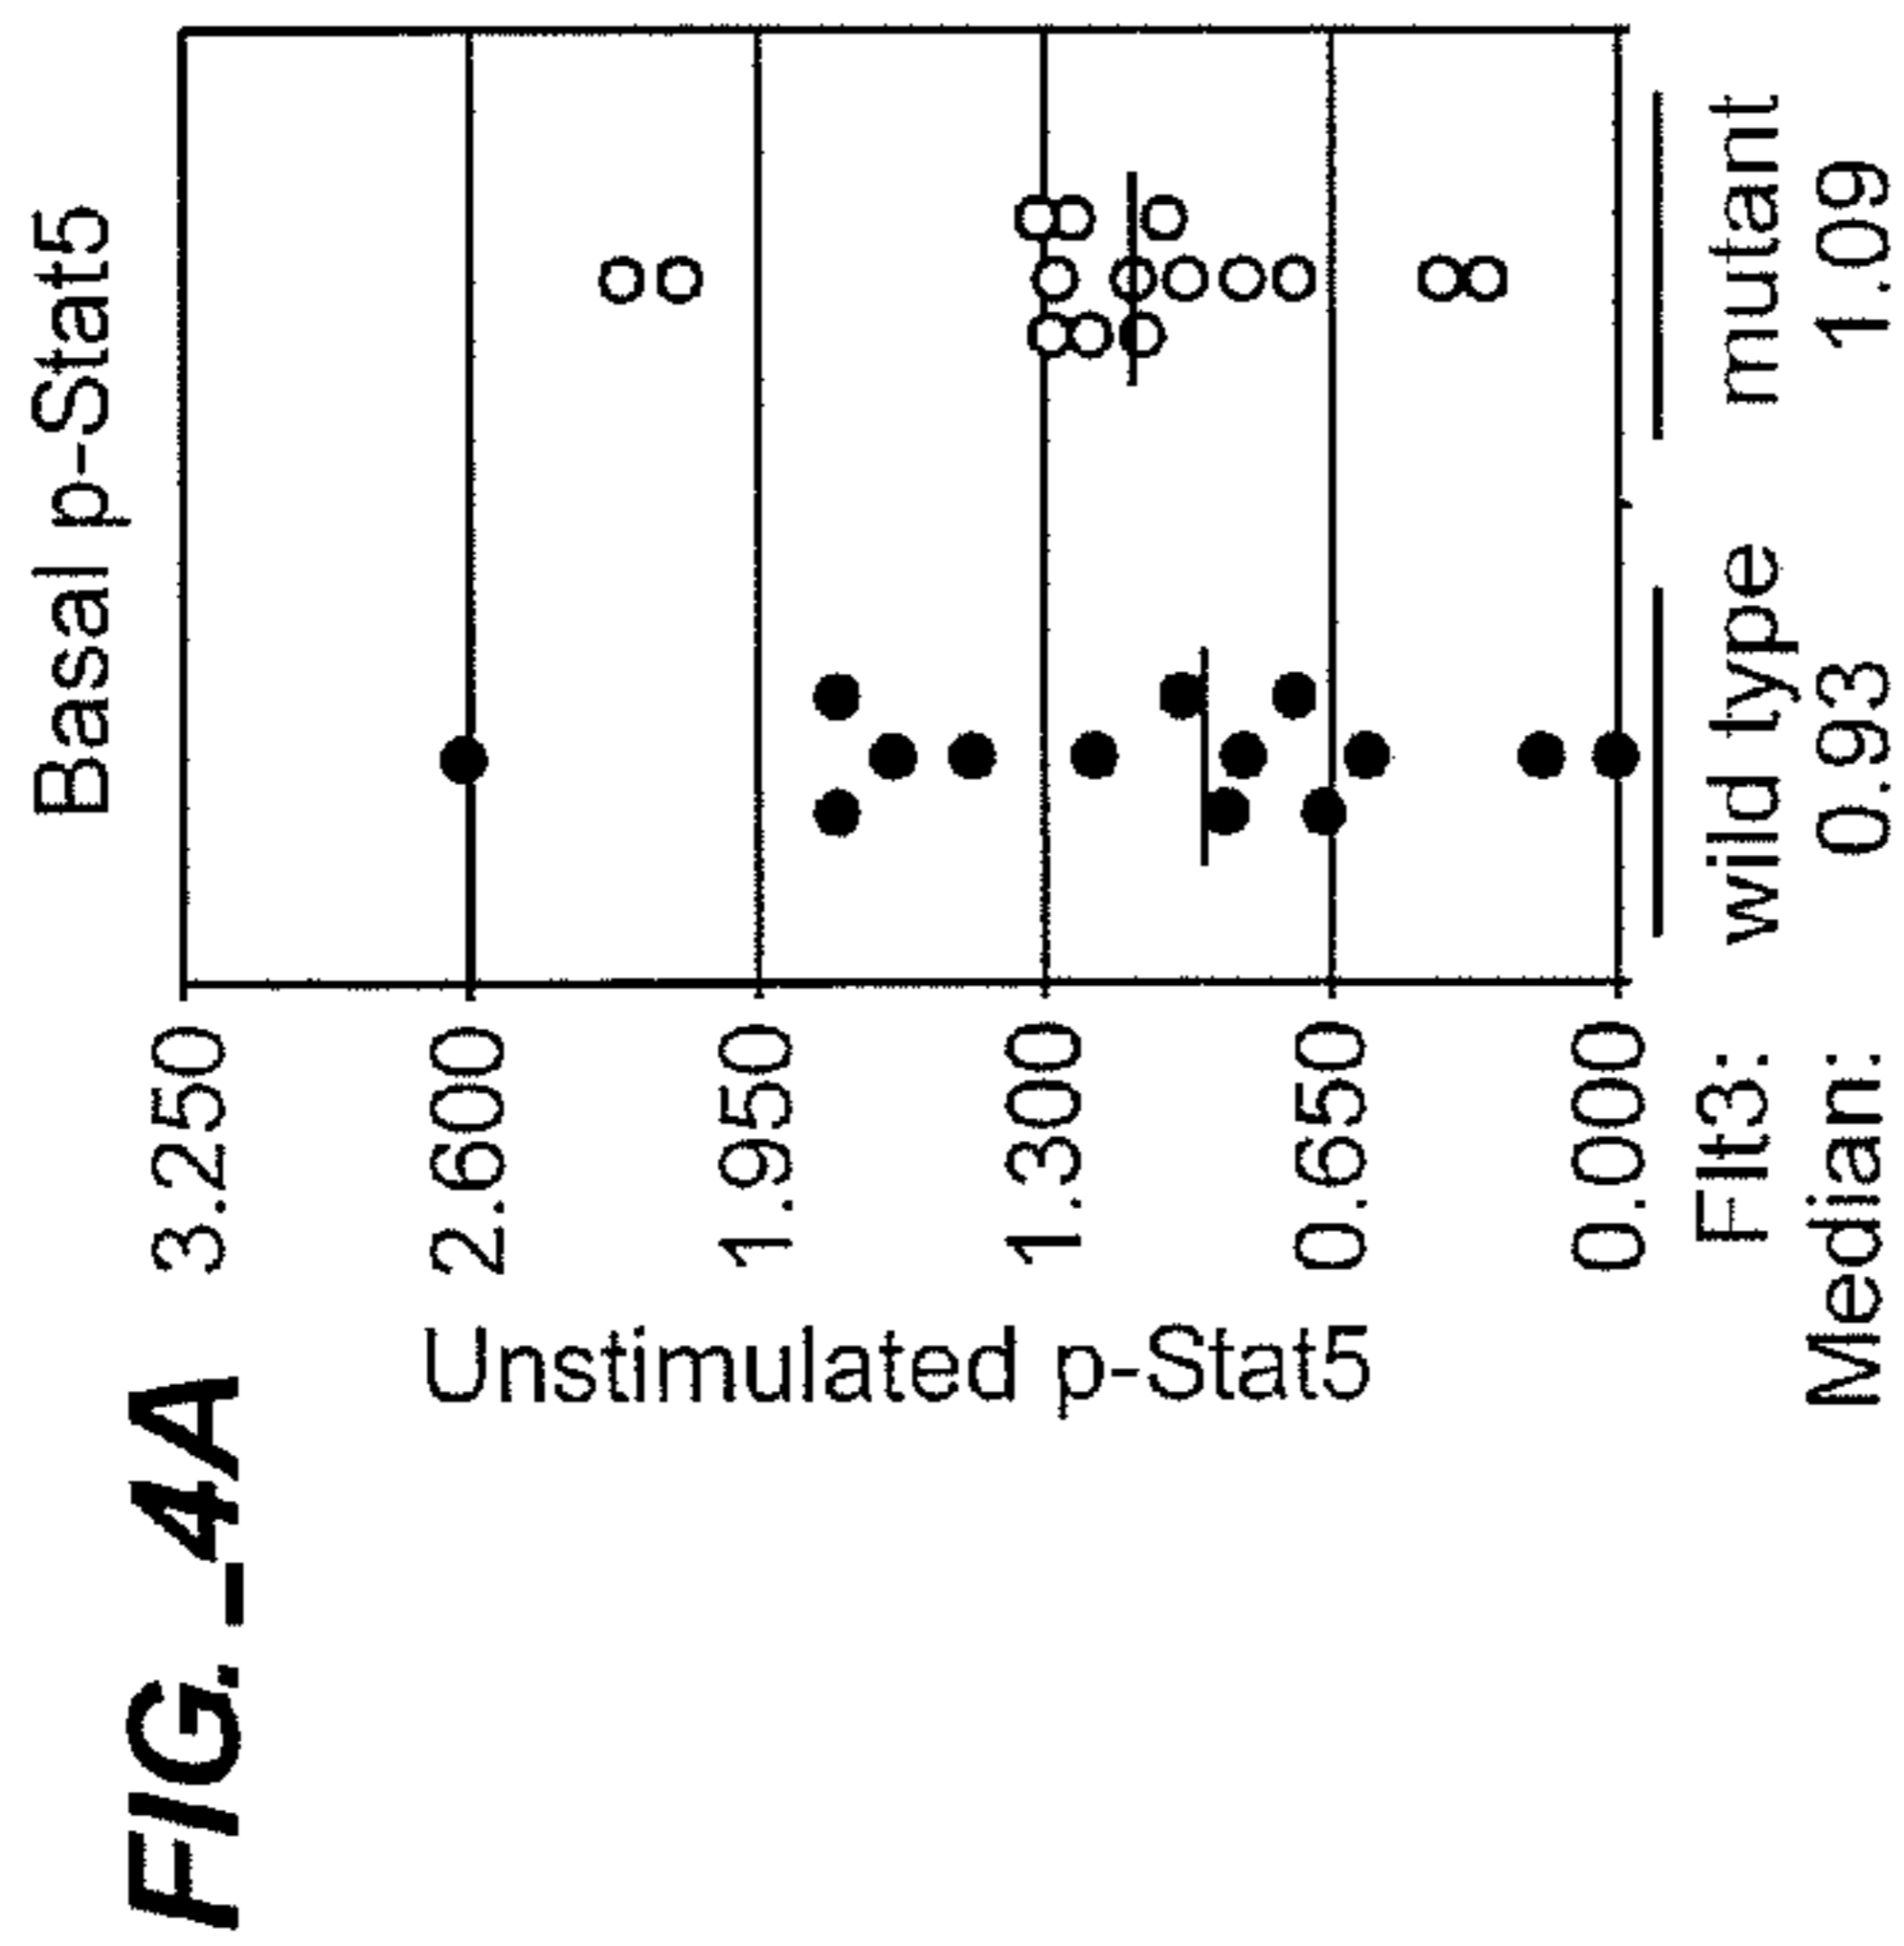 FIG._4A
Basal p-Stat5
Unstimulated p-Stat5
3.250
2.600
1.950
1.300
0.650
0.000
Flt3: wild type mutant
Median: 0.93 1.09